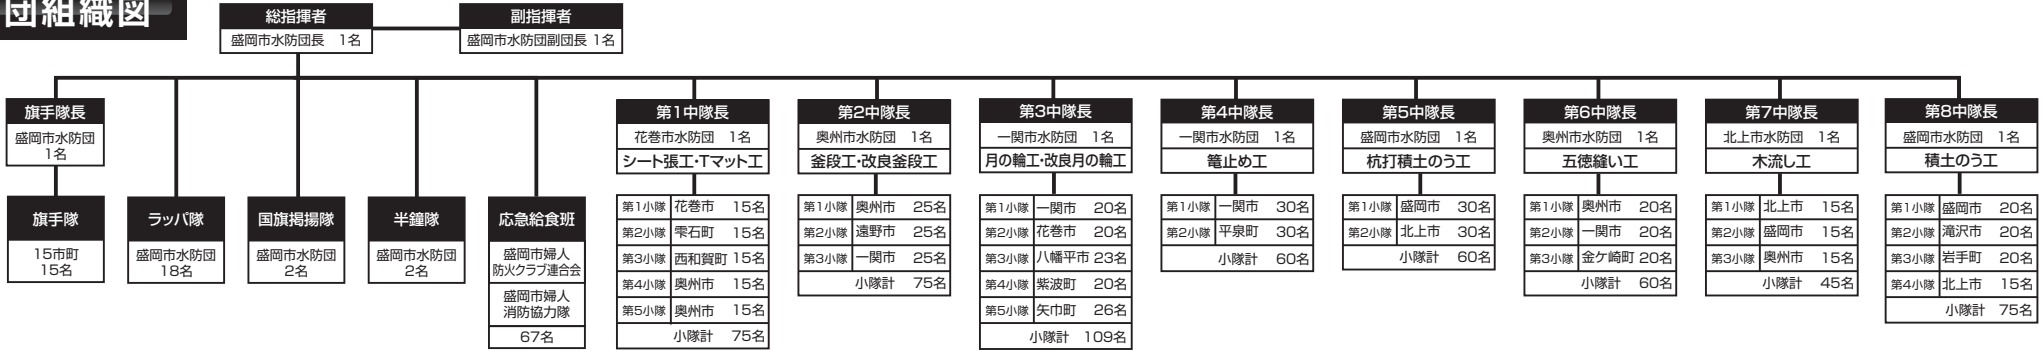 団組織図
総指揮者
盛岡市水防団長 1名
副指揮者
盛岡市水防団副団長 1名
旗手隊長
盛岡市水防団
1名
旗手隊
15市町
15名
ラッパ隊
盛岡市水防団
18名
国旗掲揚隊
盛岡市水防団
2名
半鐘隊
盛岡市水防団
2名
応急給食班
盛岡市婦人
防火クラブ連合会
盛岡市婦人
消防協力隊
67名
第1中隊長
花巻市水防団 1名
シート張工・Tマット工
第1小隊 花巻市 15名
第2小隊 雫石町 15名
第3小隊 西和賀町 15名
第4小隊 奥州市 15名
第5小隊 奥州市 15名
小隊計 75名
第2中隊長
奥州市水防団 1名
釜段工・改良釜段工
第1小隊 奥州市 25名
第2小隊 遠野市 25名
第3小隊 一関市 25名
小隊計 75名
第3中隊長
一関市水防団 1名
月の輪工・改良月の輪工
第1小隊 一関市 20名
第2小隊 花巻市 20名
第3小隊 八幡平市 23名
第4小隊 紫波町 20名
第5小隊 矢巾町 26名
小隊計 109名
第4中隊長
一関市水防団 1名
篭止め工
第1小隊 一関市 30名
第2小隊 平泉町 30名
小隊計 60名
第5中隊長
盛岡市水防団 1名
杭打積土のう工
第1小隊 盛岡市 30名
第2小隊 北上市 30名
小隊計 60名
第6中隊長
奥州市水防団 1名
五徳縫い工
第1小隊 奥州市 20名
第2小隊 一関市 20名
第3小隊 金ケ崎町 20名
小隊計 60名
第7中隊長
北上市水防団 1名
木流し工
第1小隊 北上市 15名
第2小隊 盛岡市 15名
第3小隊 奥州市 15名
小隊計 45名
第8中隊長
盛岡市水防団 1名
積土のう工
第1小隊 盛岡市 20名
第2小隊 滝沢市 20名
第3小隊 岩手町 20名
第4小隊 北上市 15名
小隊計 75名